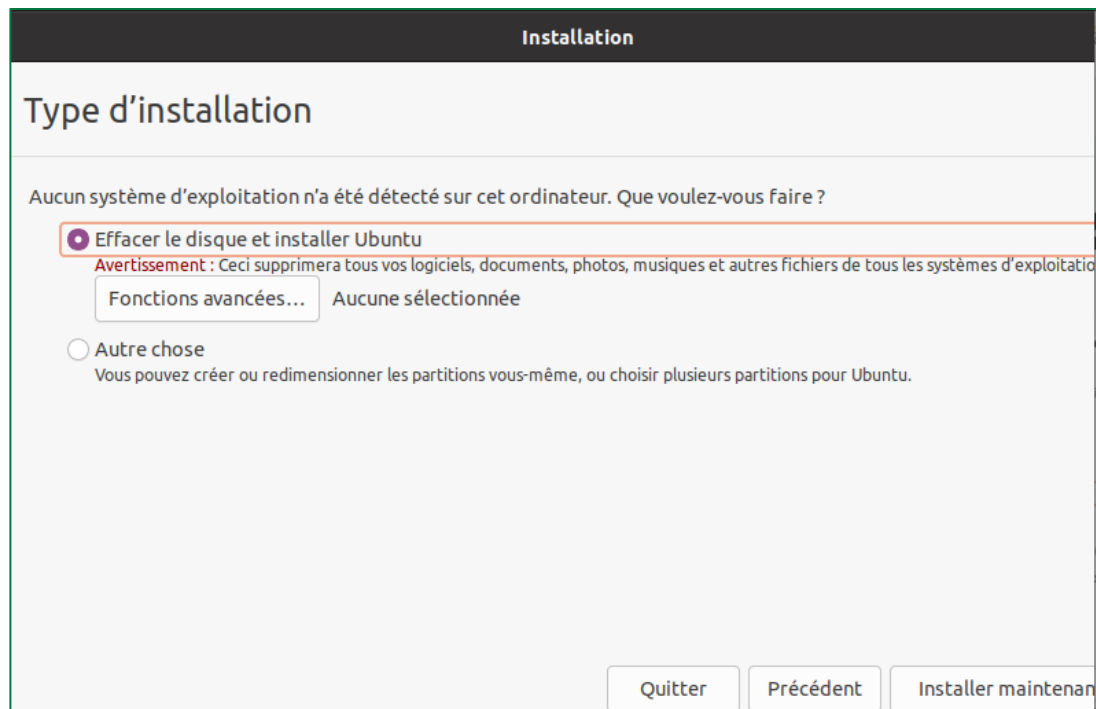 Installation
Type d’installation
Aucun système d’exploitation n’a été détecté sur cet ordinateur. Que voulez-vous faire ?
Effacer le disque et installer Ubuntu
Avertissement : Ceci supprimera tous vos logiciels, documents, photos, musiques et autres fichiers de tous les systèmes d’exploitatio
Fonctions avancées… Aucune sélectionnée
Autre chose
Vous pouvez créer ou redimensionner les partitions vous-même, ou choisir plusieurs partitions pour Ubuntu.
Quitter Précédent Installer maintenan